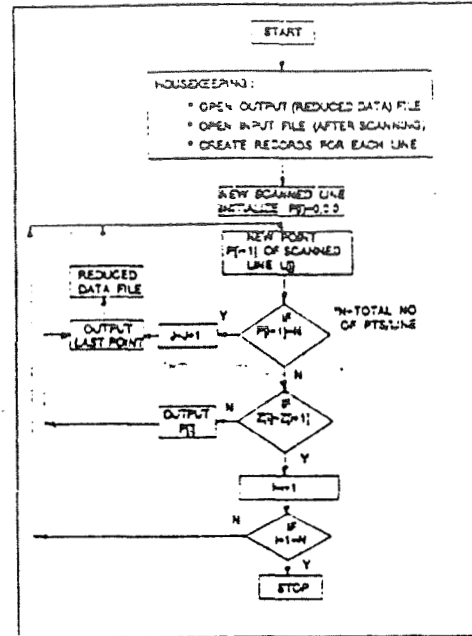 START
HOUSEKEEPING:
* OPEN OUTPUT (REDUCED DATA) FILE
* OPEN INPUT FILE (AFTER SCANNING)
* CREATE RECORDS FOR EACH LINE
NEW SCANNED LINE
INITIALIZE
NEW POINT
OF SCANNED
LINE
REDUCED
DATA FILE
IF
*N=TOTAL NO
OF PTS/LINE
Y
OUTPUT
LAST POINT
N
IF
N
OUTPUT
Y
N
IF
Y
STOP